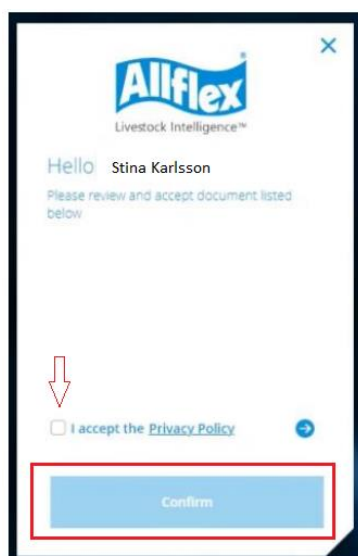 Allflex
Livestock Intelligence™
Hello Stina Karlsson
Please review and accept document listed
below
I accept the Privacy Policy
Confirm